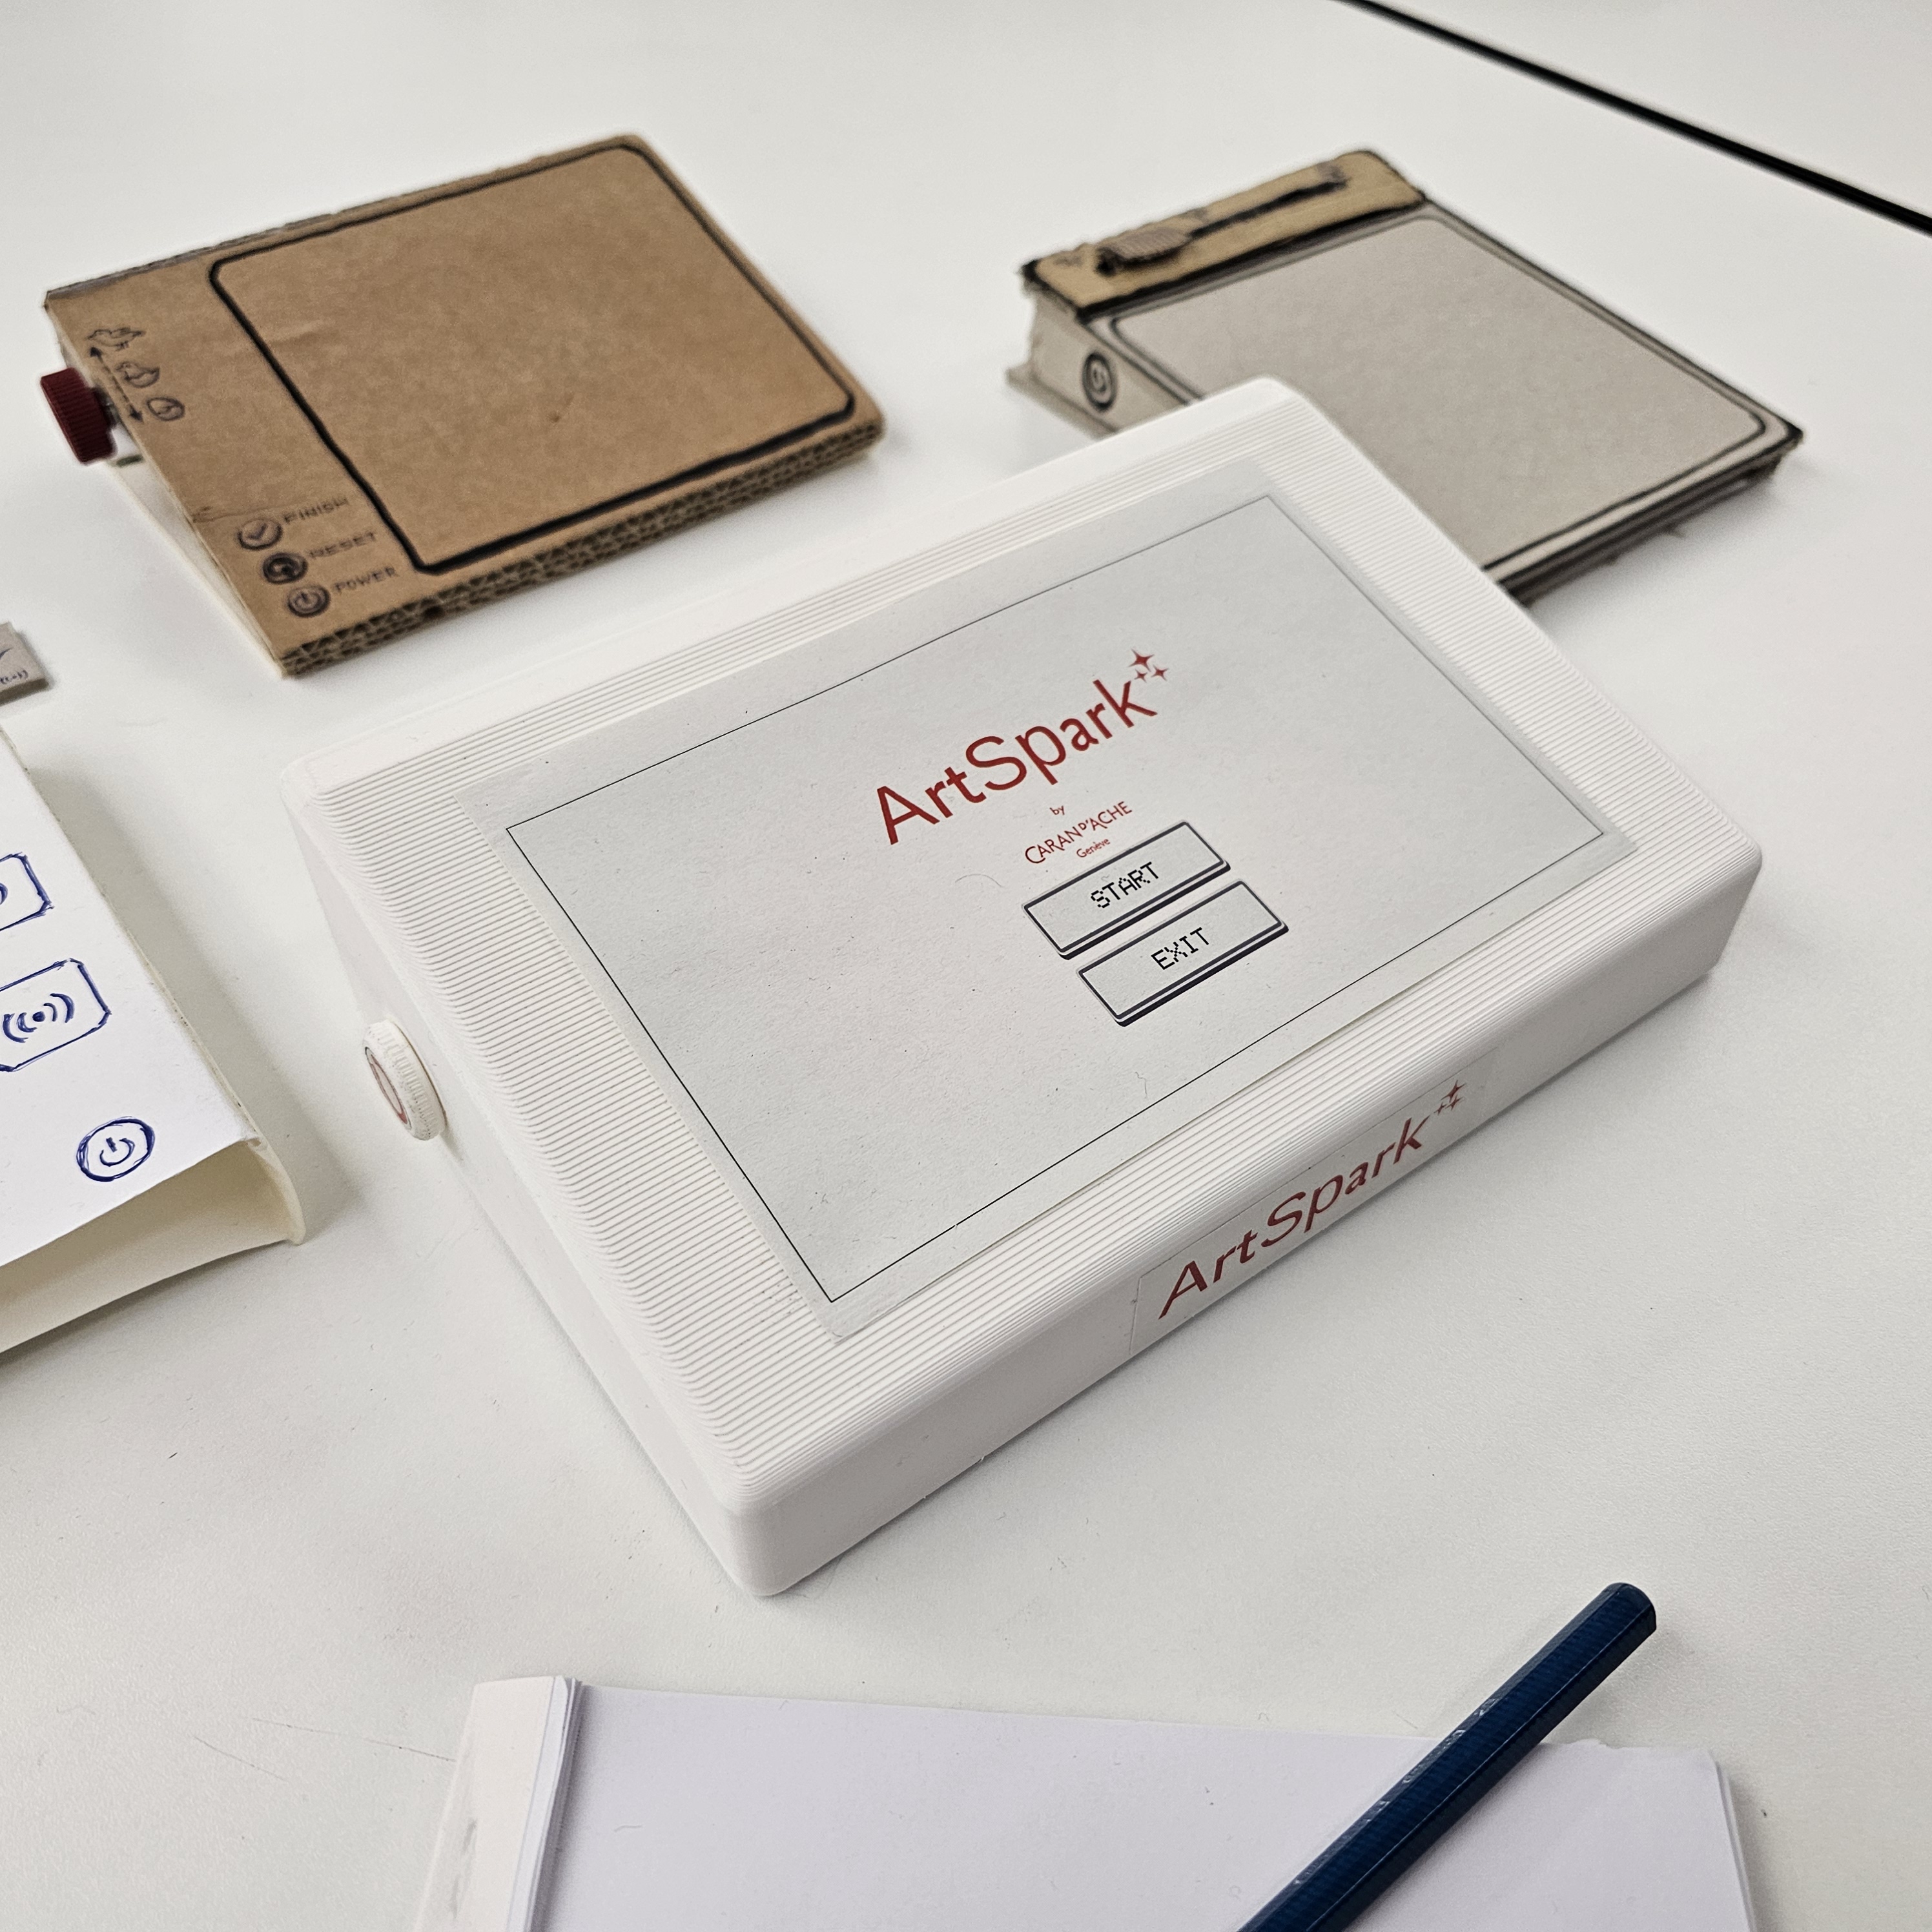 FINISH
RESET
POWER
ArtSpark
by
CARAN D'ACHE
Genève
START
EXIT
ArtSpark